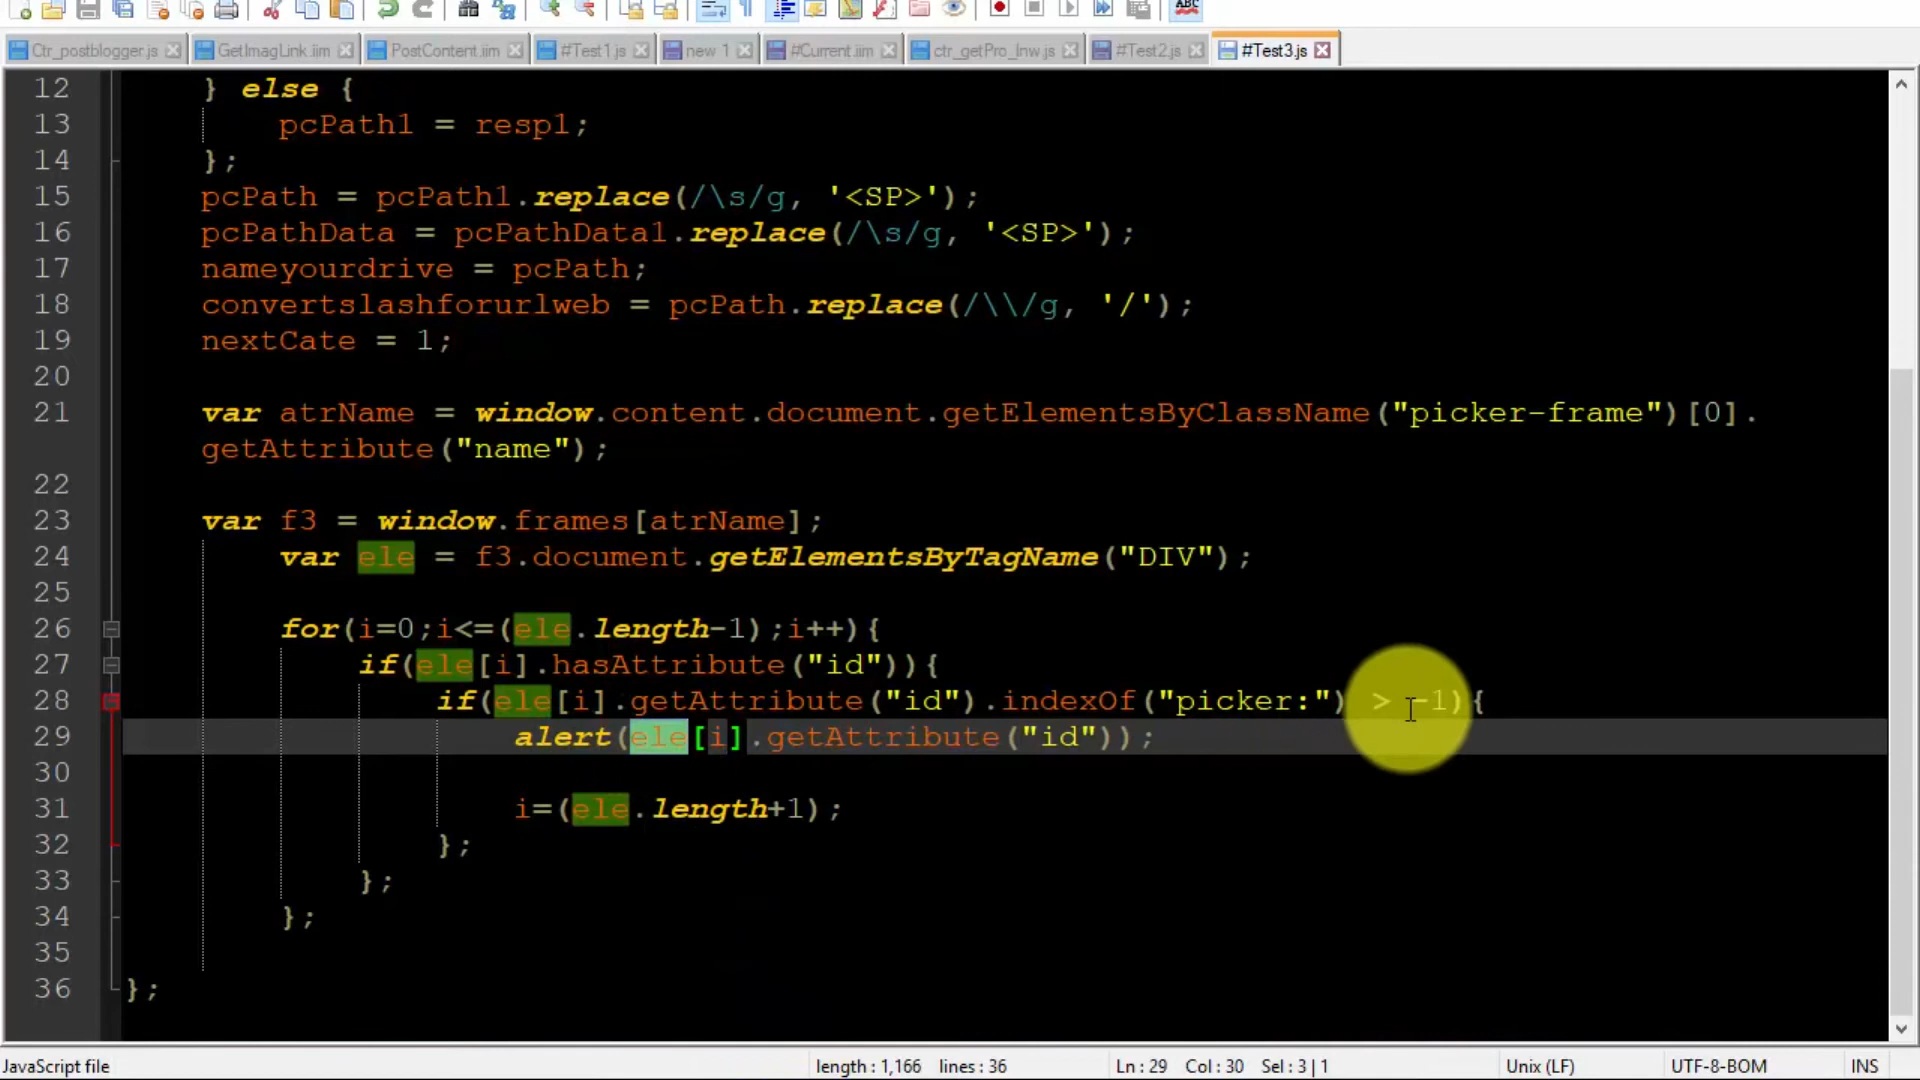 ABC
Ctr_postblogger.js GetImagLink.iim PostContent.iim #Test1.js new 1 #Current.iim ctr_getPro_lnw.js #Test2.js #Test3.js
12 } else {
13 pcPath1 = resp1;
14 };
15 pcPath = pcPath1.replace(/\s/g, '<SP>');
16 pcPathData = pcPathData1.replace(/\s/g, '<SP>');
17 nameyourdrive = pcPath;
18 convertslashforurlweb = pcPath.replace(/\\/g, '/');
19 nextCate = 1;
20
21 var atrName = window.content.document.getElementsByClassName("picker-frame")[0].
getAttribute("name");
22
23 var f3 = window.frames[atrName];
24 var ele = f3.document.getElementsByTagName("DIV");
25
26 for(i=0;i<=(ele.length-1);i++){
27 if(ele[i].hasAttribute("id")){
28 if(ele[i].getAttribute("id").indexOf("picker:") > -1){
29 alert(ele[i].getAttribute("id"));
30
31 i=(ele.length+1);
32 };
33 };
34 };
35
36 };
JavaScript file length : 1,166 lines : 36 Ln : 29 Col : 30 Sel : 3 | 1 Unix (LF) UTF-8-BOM INS